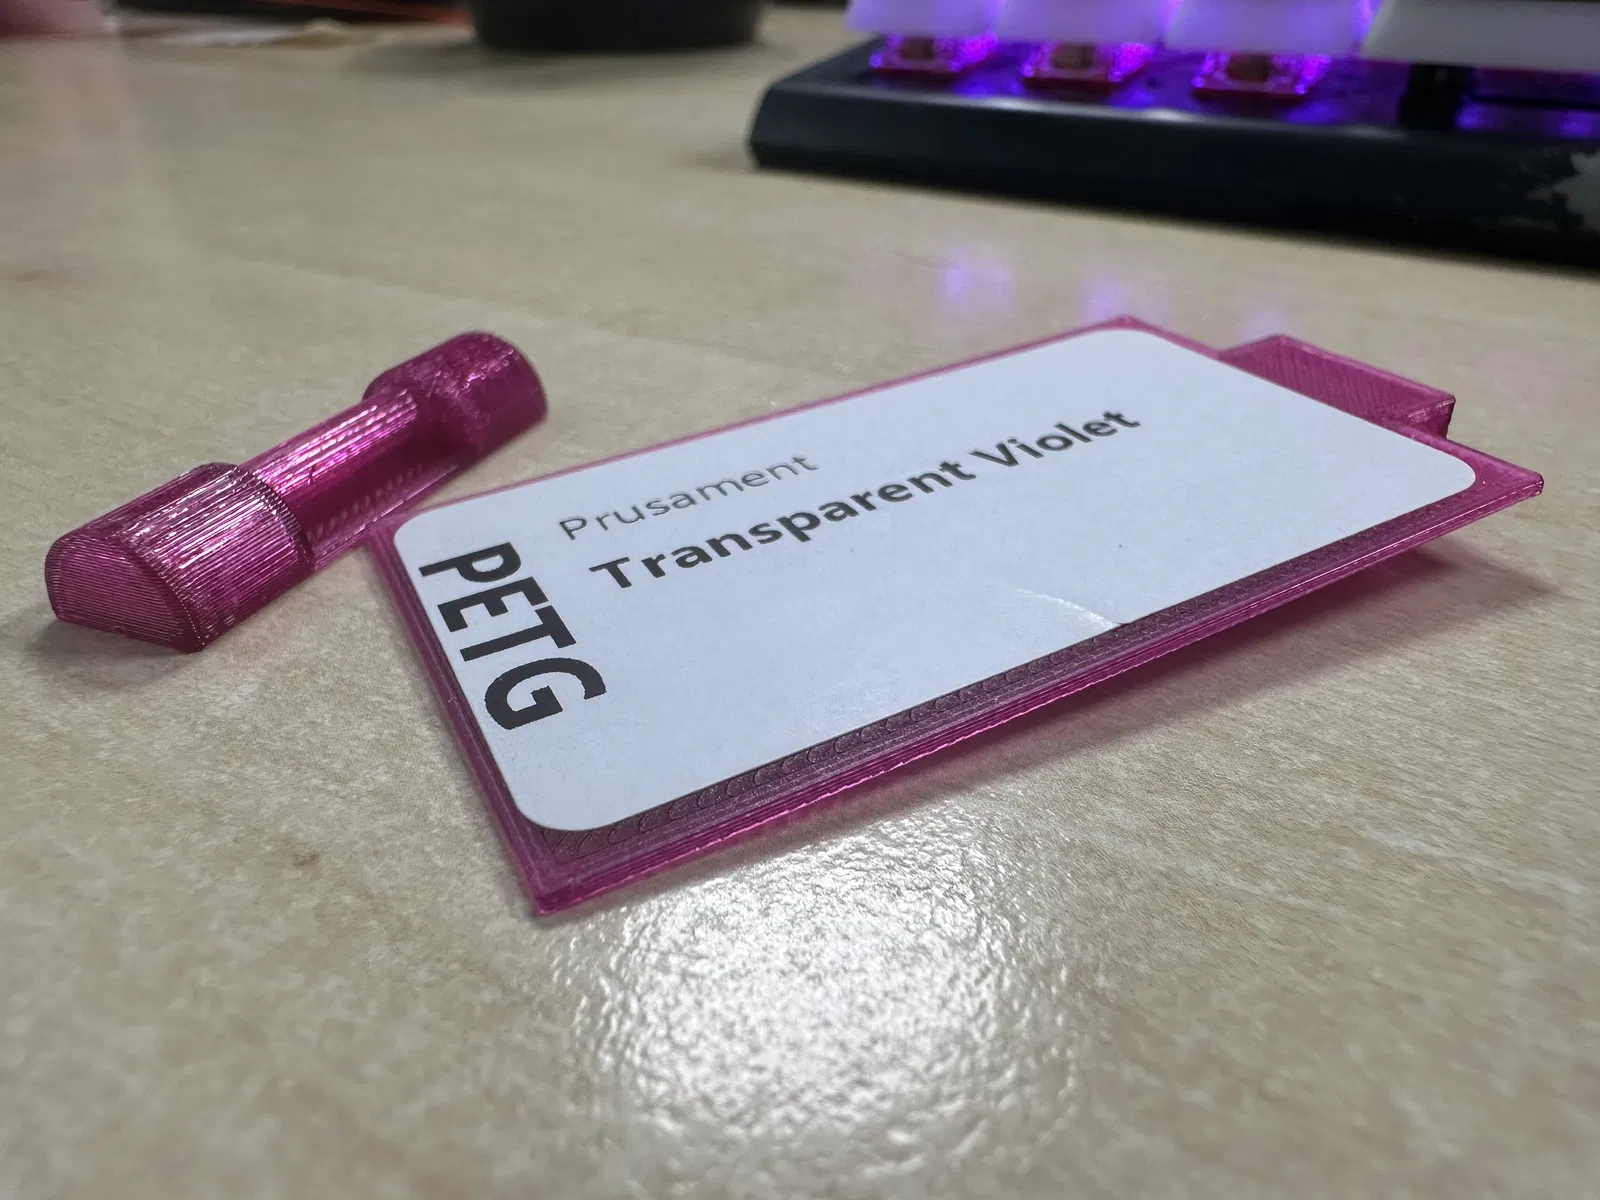 Prusament
Transparent Violet
PETG